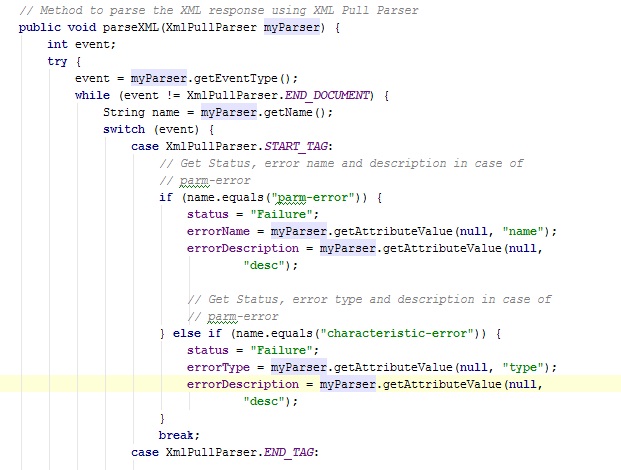 // Method to parse the XML response using XML Pull Parser
public void parseXML(XmlPullParser myParser) {
int event;
try {
event = myParser.getEventType();
while (event != XmlPullParser.END_DOCUMENT) {
String name = myParser.getName();
switch (event) {
case XmlPullParser.START_TAG:
// Get Status, error name and description in case of
// parm-error
if (name.equals("parm-error")) {
status = "Failure";
errorName = myParser.getAttributeValue(null, "name");
errorDescription = myParser.getAttributeValue(null,
"desc");
// Get Status, error type and description in case of
// parm-error
} else if (name.equals("characteristic-error")) {
status = "Failure";
errorType = myParser.getAttributeValue(null, "type");
errorDescription = myParser.getAttributeValue(null,
"desc");
}
break;
case XmlPullParser.END_TAG: